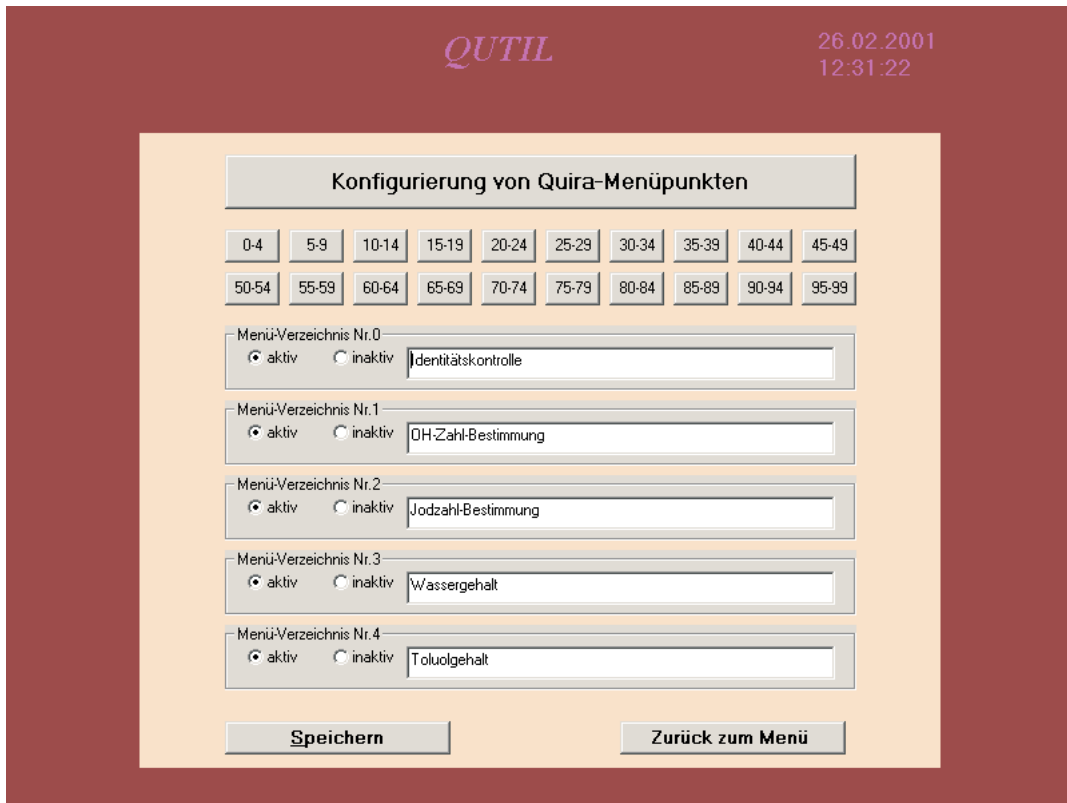 QUTIL
26.02.2001
12:31:22
Konfigurierung von Quira-Menüpunkten
0-4 5-9 10-14 15-19 20-24 25-29 30-34 35-39 40-44 45-49
50-54 55-59 60-64 65-69 70-74 75-79 80-84 85-89 90-94 95-99
Menü-Verzeichnis Nr.0
aktiv inaktiv Identitätskontrolle
Menü-Verzeichnis Nr.1
aktiv inaktiv OH-Zahl-Bestimmung
Menü-Verzeichnis Nr.2
aktiv inaktiv Jodzahl-Bestimmung
Menü-Verzeichnis Nr.3
aktiv inaktiv Wassergehalt
Menü-Verzeichnis Nr.4
aktiv inaktiv Toluolgehalt
Speichern Zurück zum Menü